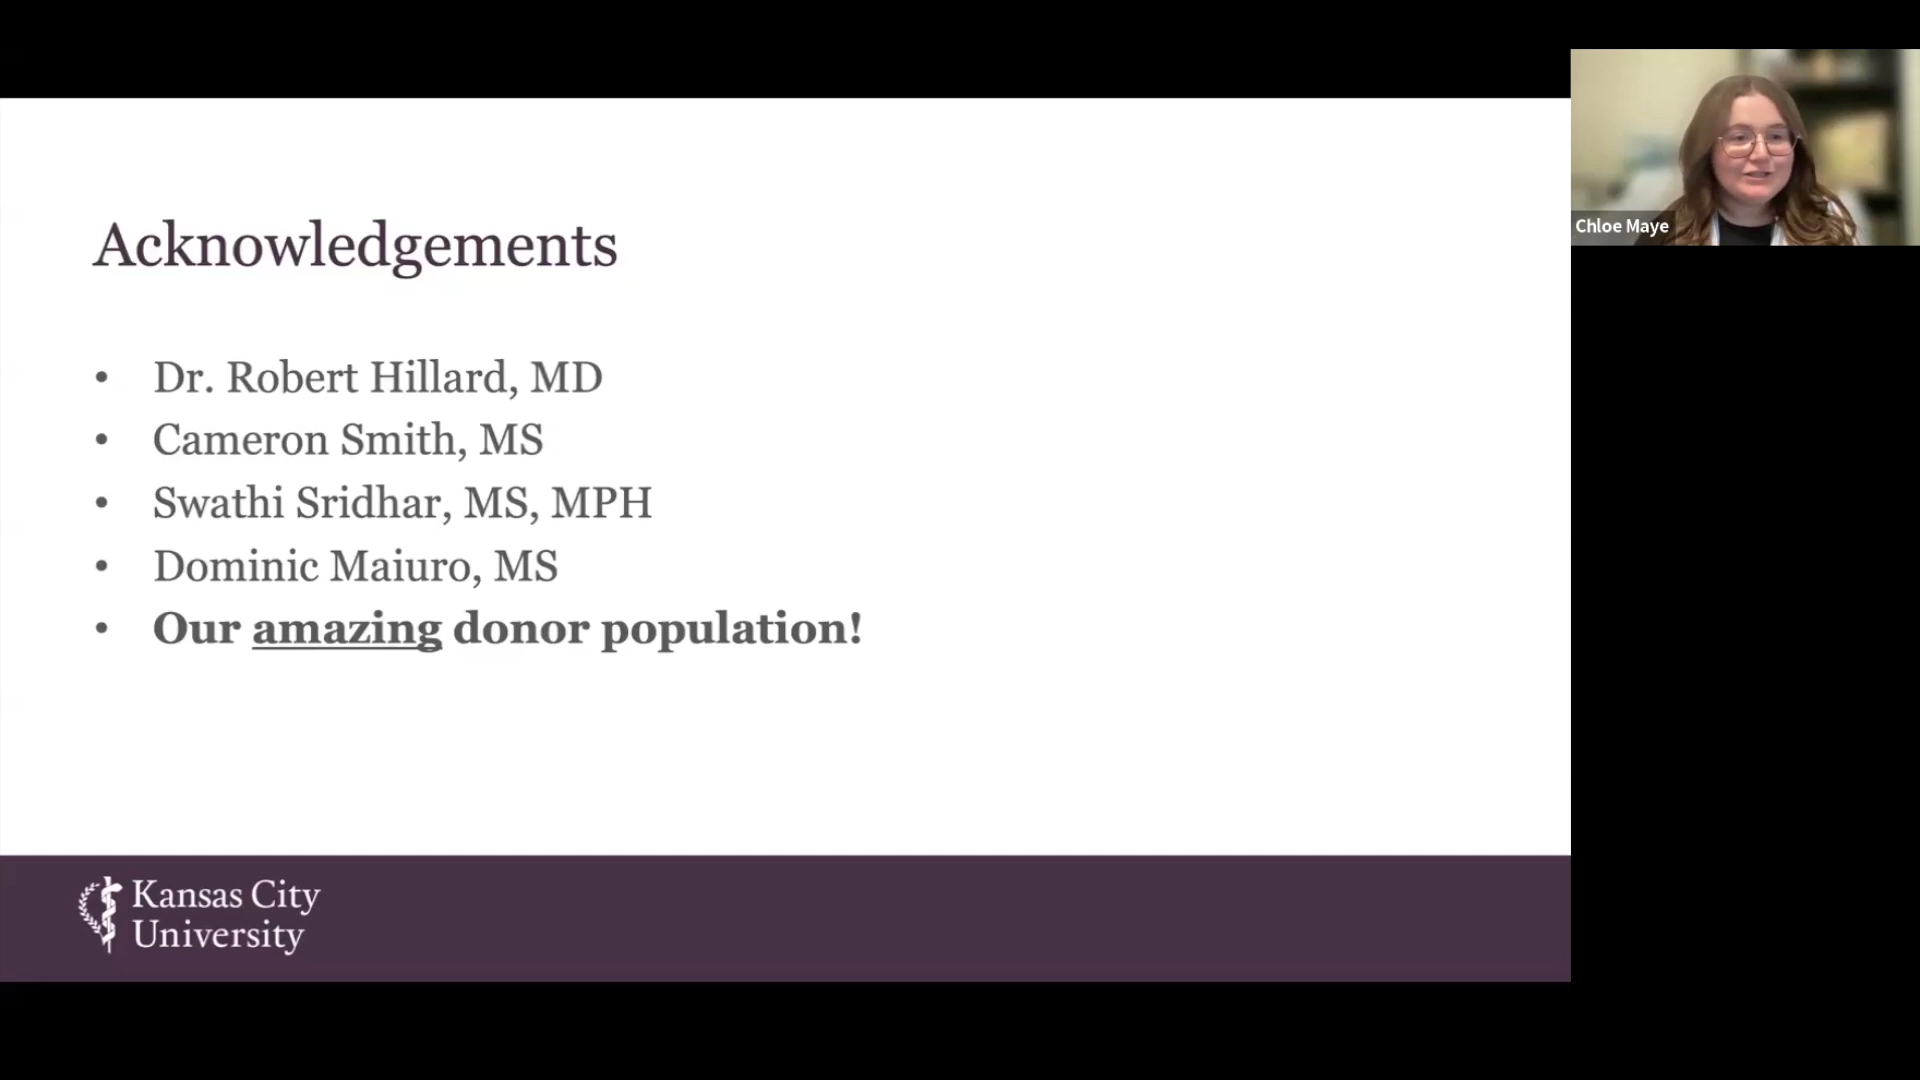 Acknowledgements
• Dr. Robert Hillard, MD
• Cameron Smith, MS
• Swathi Sridhar, MS, MPH
• Dominic Maiuro, MS
• Our amazing donor population!
Kansas City
University
Chloe Maye